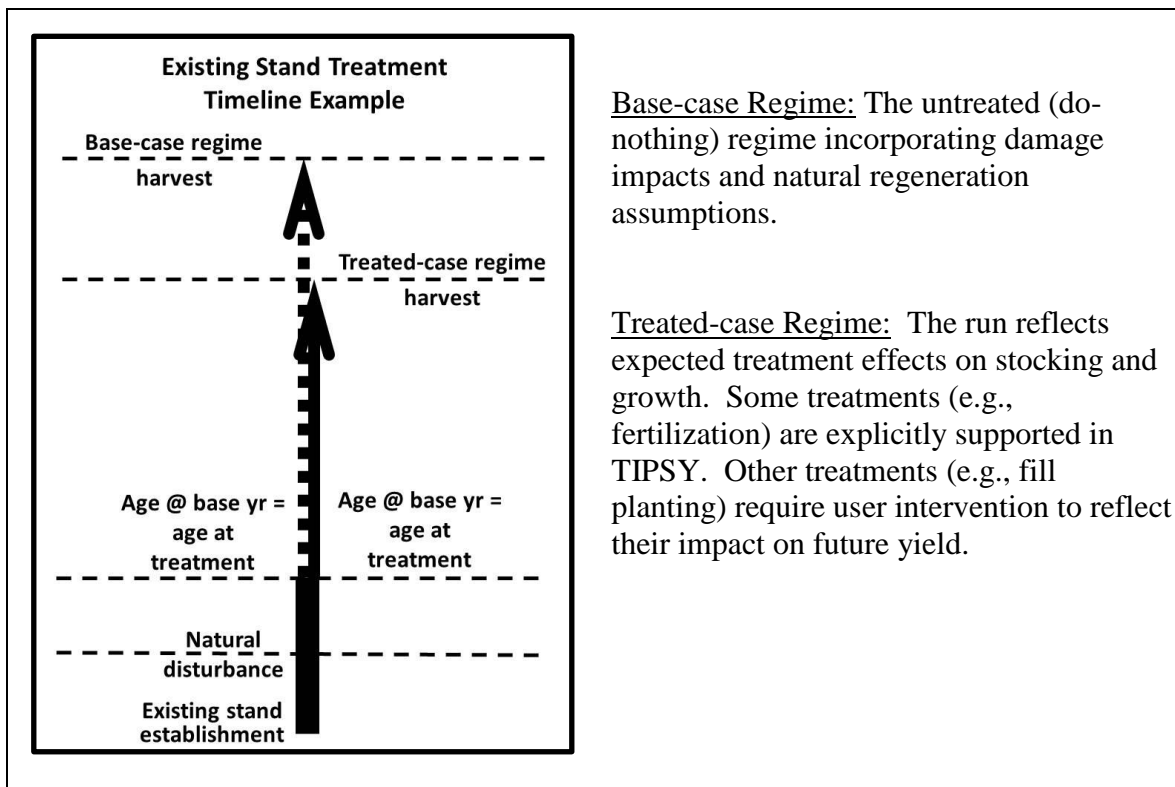 Existing Stand Treatment
Timeline Example
Base-case regime
harvest
Treated-case regime
harvest
Age @ base yr =
age at
treatment
Age @ base yr =
age at
treatment
Natural
disturbance
Existing stand
establishment
Base-case Regime: The untreated (do-
nothing) regime incorporating damage
impacts and natural regeneration
assumptions.
Treated-case Regime:  The run reflects
expected treatment effects on stocking and
growth.  Some treatments (e.g.,
fertilization) are explicitly supported in
TIPSY.  Other treatments (e.g., fill
planting) require user intervention to reflect
their impact on future yield.